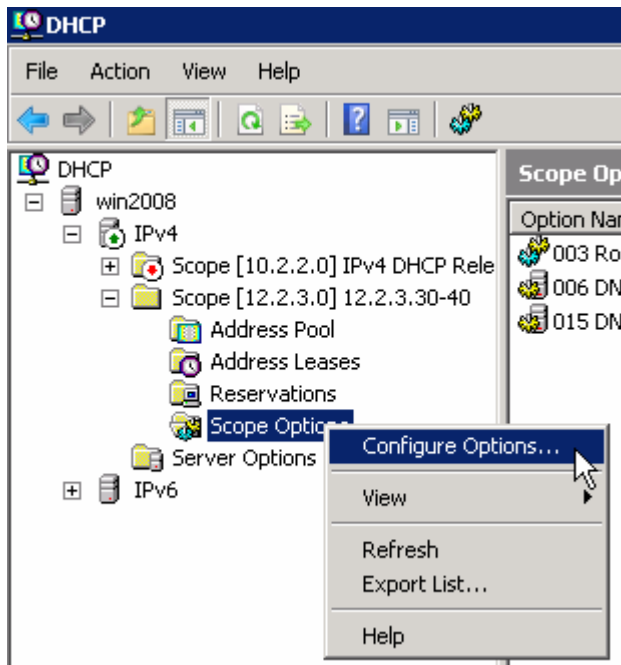 DHCP
File Action View Help
DHCP
win2008
IPv4
Scope [10.2.2.0] IPv4 DHCP Rele
Scope [12.2.3.0] 12.2.3.30-40
Address Pool
Address Leases
Reservations
Scope Option
Server Options
IPv6
Scope Op
Option Nar
003 Ro
006 DN
015 DN
Configure Options...
View
Refresh
Export List...
Help